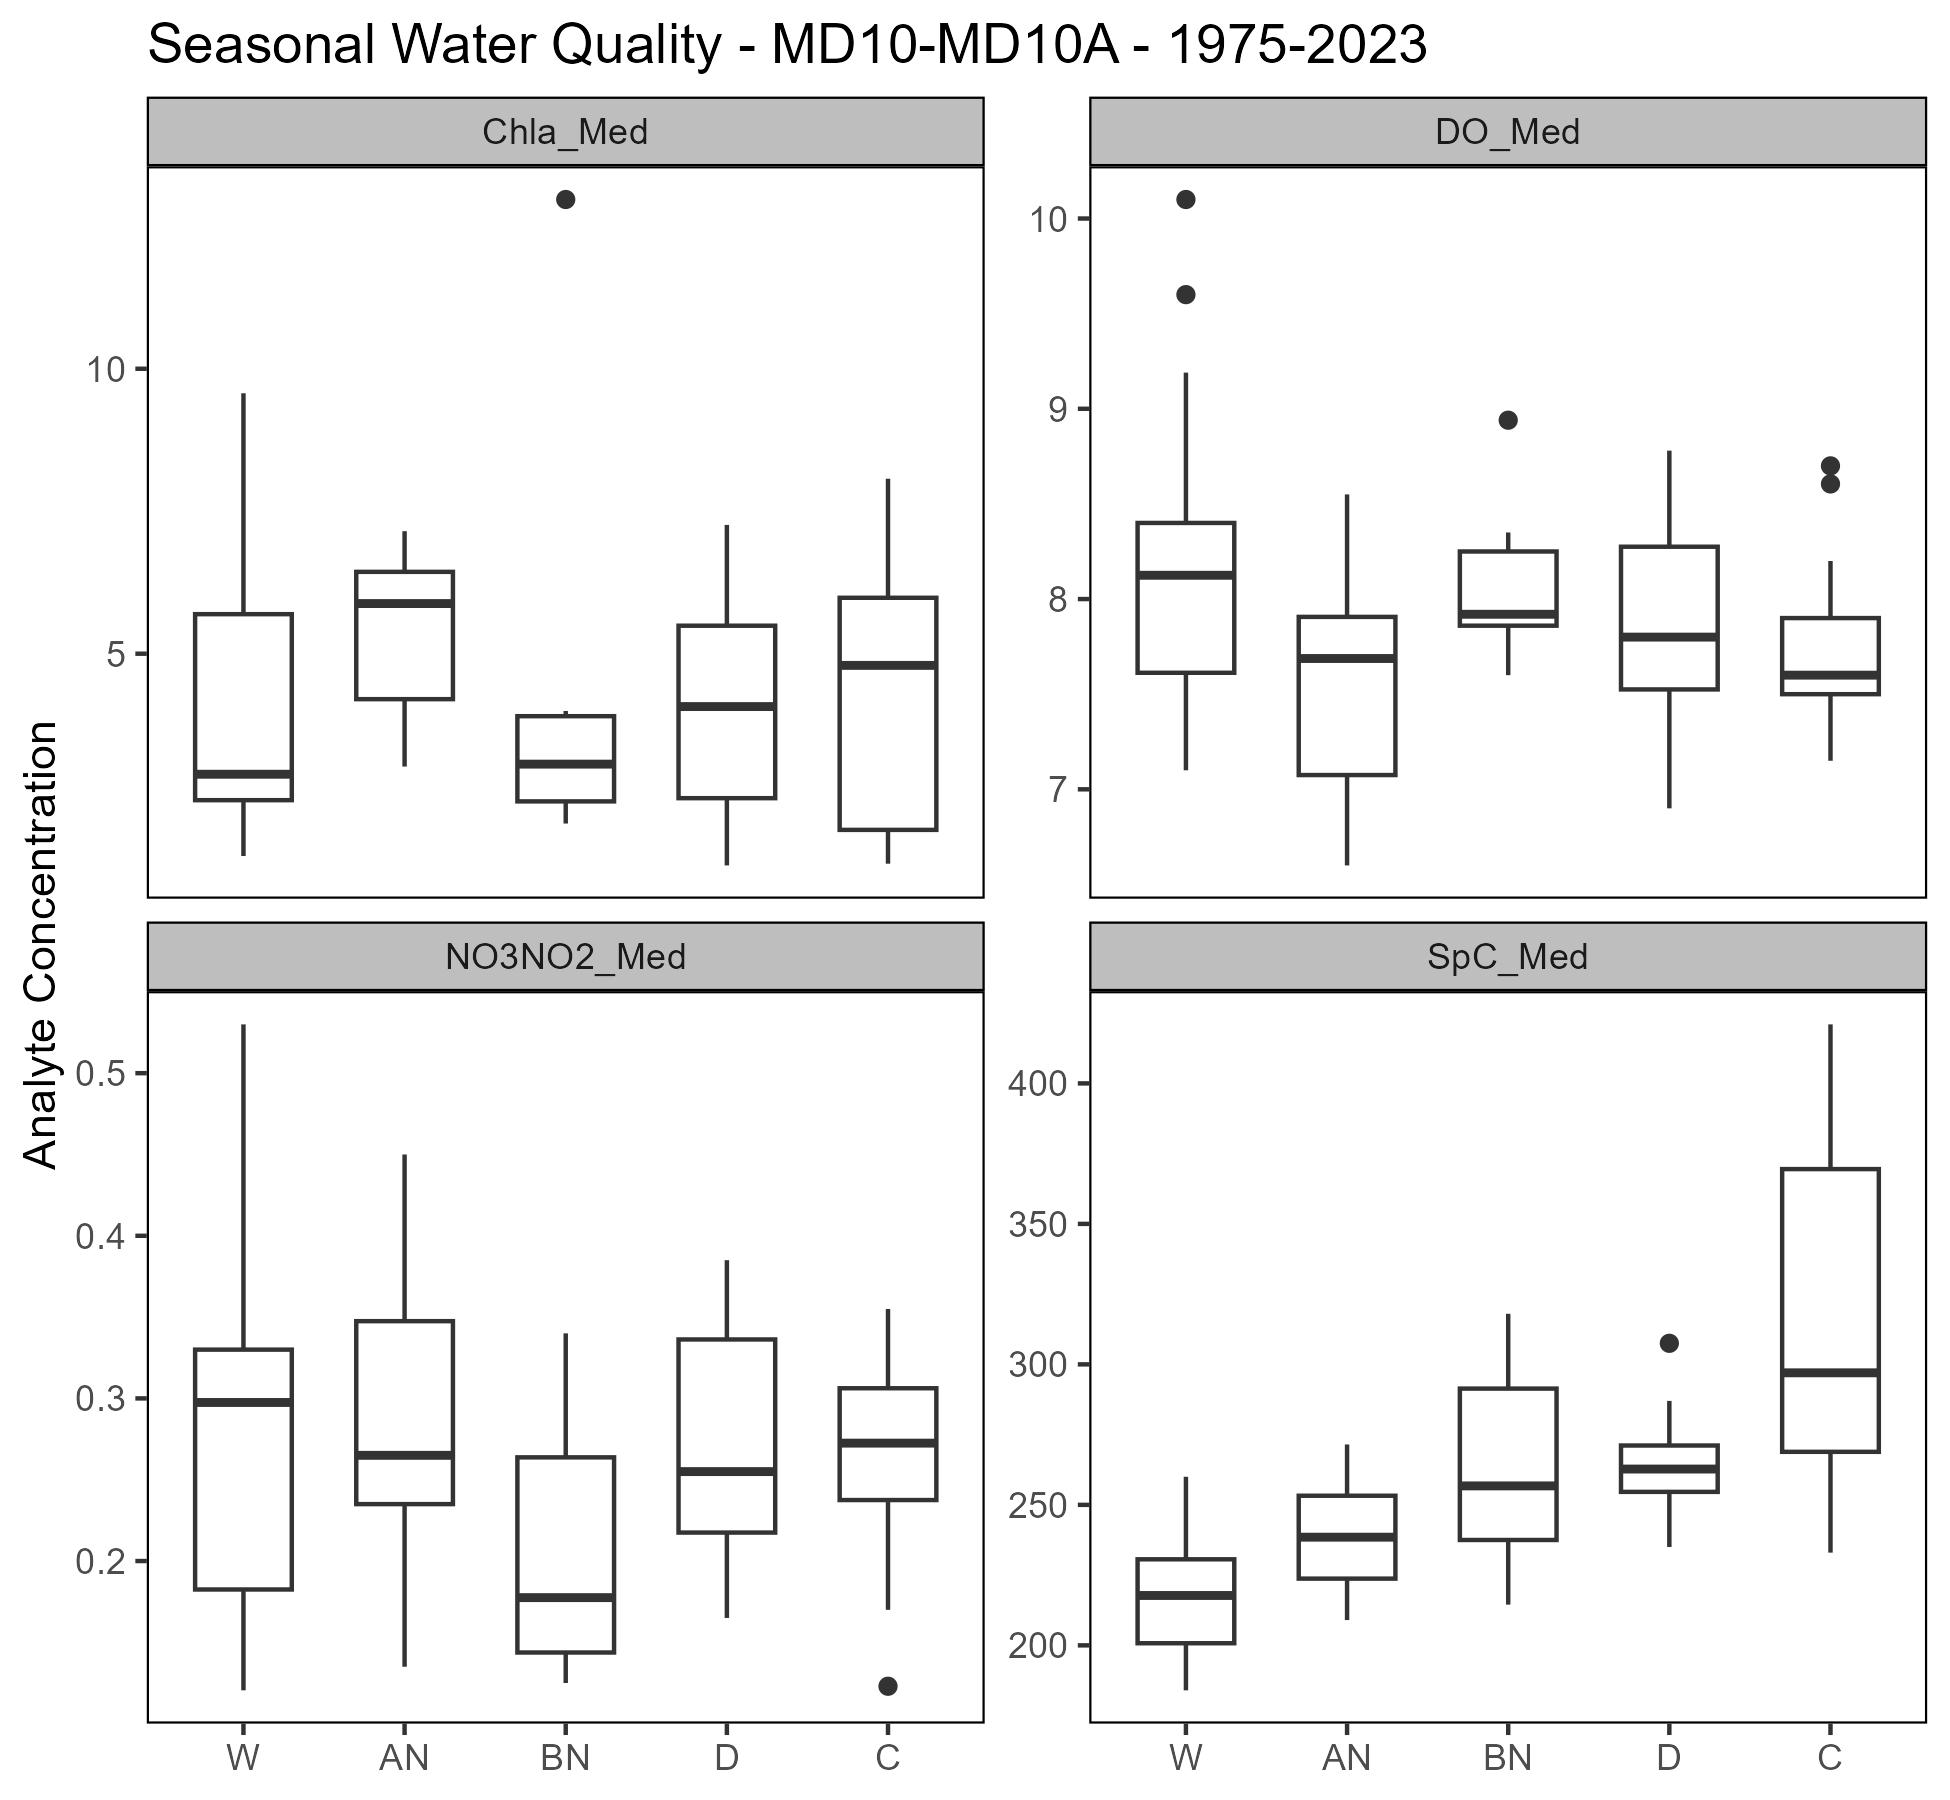 Seasonal Water Quality - MD10-MD10A - 1975-2023
Analyte Concentration
Chla_Med
10
5
DO_Med
10
9
8
7
NO3NO2_Med
0.5
0.4
0.3
0.2
W AN BN D C
SpC_Med
400
350
300
250
200
W AN BN D C